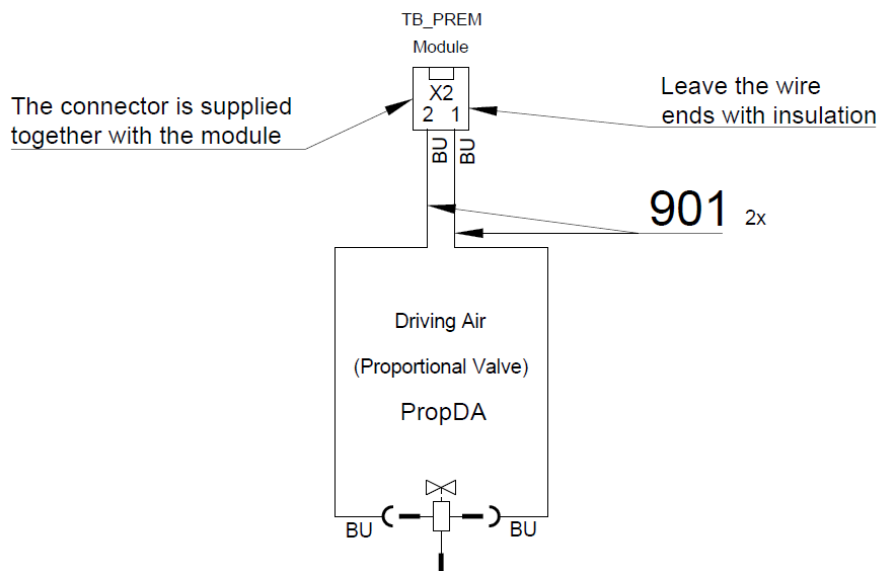 TB_PREM
Module
The connector is supplied
together with the module
X2
2 1
Leave the wire
ends with insulation
BU
BU
901 2x
Driving Air
(Proportional Valve)
PropDA
BU
BU